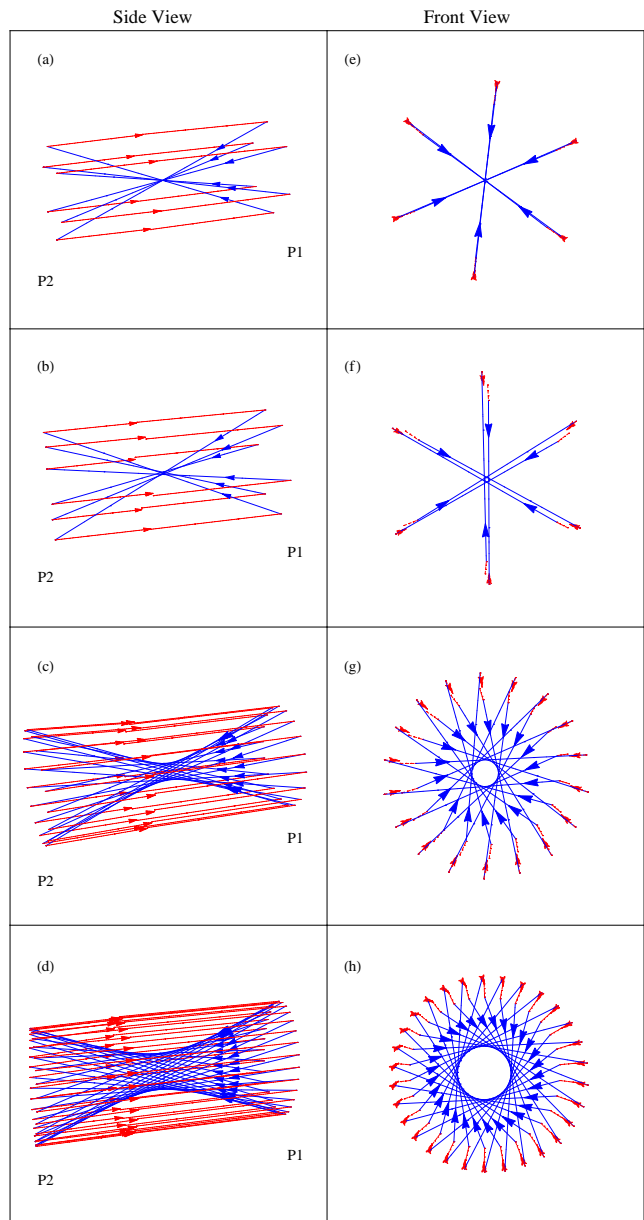 Side View
Front View
(a)
(e)
P1
P2
(b)
(f)
P1
P2
(c)
(g)
P1
P2
(d)
(h)
P1
P2